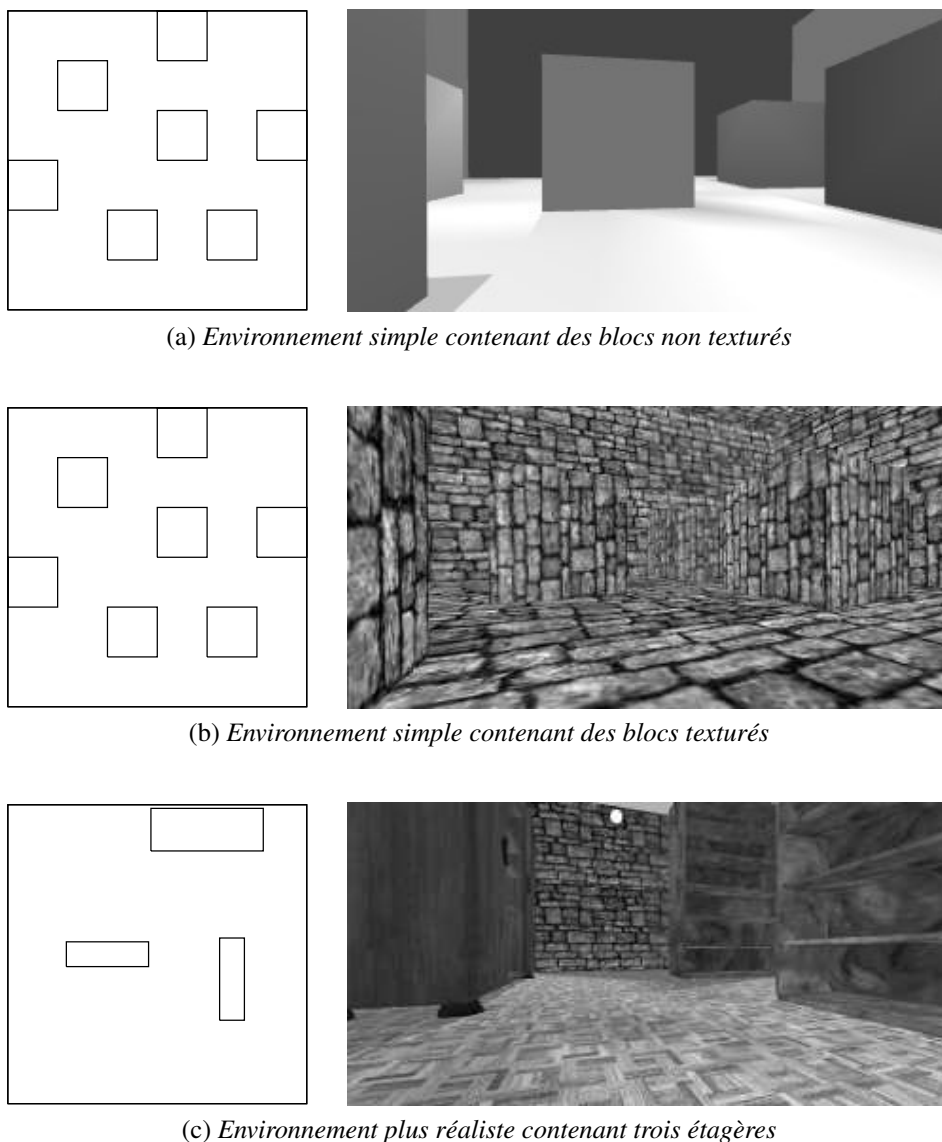 (a) Environnement simple contenant des blocs non texturés
(b) Environnement simple contenant des blocs texturés
(c) Environnement plus réaliste contenant trois étagères